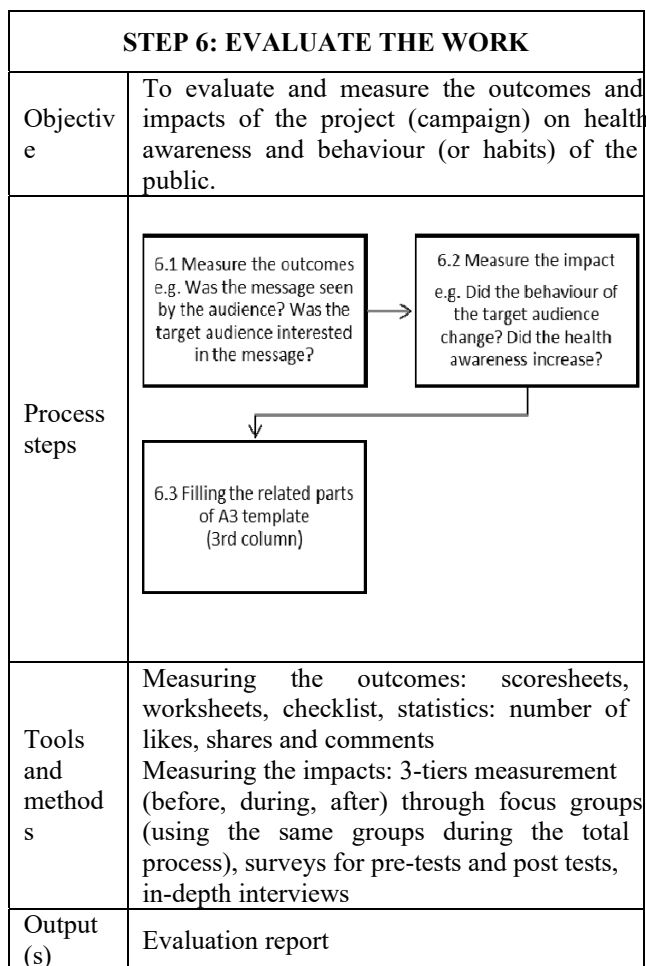 STEP 6: EVALUATE THE WORK
Objectiv
e
To evaluate and measure the outcomes and
impacts of the project (campaign) on health
awareness and behaviour (or habits) of the
public.
Process
steps
6.1 Measure the outcomes
e.g. Was the message seen
by the audience? Was the
target audience interested
in the message?
6.2 Measure the impact
e.g. Did the behaviour of
the target audience
change? Did the health
awareness increase?
6.3 Filling the related parts
of A3 template
(3rd column)
Tools
and
method
s
Measuring the outcomes: scoresheets,
worksheets, checklist, statistics: number of
likes, shares and comments
Measuring the impacts: 3-tiers measurement
(before, during, after) through focus groups
(using the same groups during the total
process), surveys for pre-tests and post tests,
in-depth interviews
Output
(s)
Evaluation report